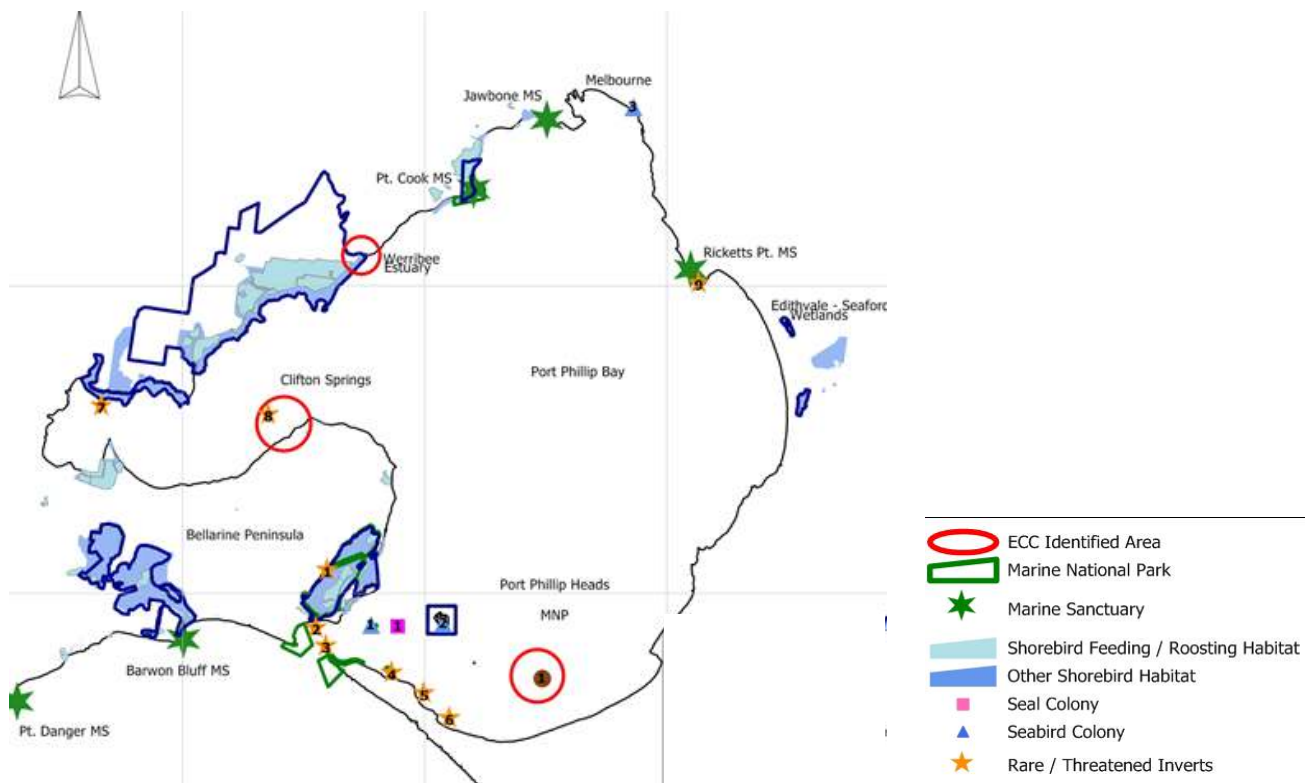 Melbourne
Jawbone MS
3
Pt. Cook MS
Werribee
Estuary
Ricketts Pt. MS
9
Edithvale - Seaford
Wetlands
Port Phillip Bay
Clifton Springs
7
8
Bellarine Peninsula
1
Port Phillip Heads
MNP
2
1
1
2
3
4
5
6
1
Barwon Bluff MS
Pt. Danger MS
ECC Identified Area
Marine National Park
Marine Sanctuary
Shorebird Feeding / Roosting Habitat
Other Shorebird Habitat
Seal Colony
Seabird Colony
Rare / Threatened Inverts